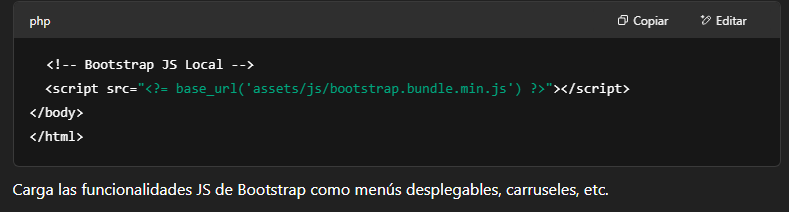 php
Copiar
Editar
<!-- Bootstrap JS Local -->
<script src="<?= base_url('assets/js/bootstrap.bundle.min.js') ?>"></script>
</body>
</html>
Carga las funcionalidades JS de Bootstrap como menús desplegables, carruseles, etc.